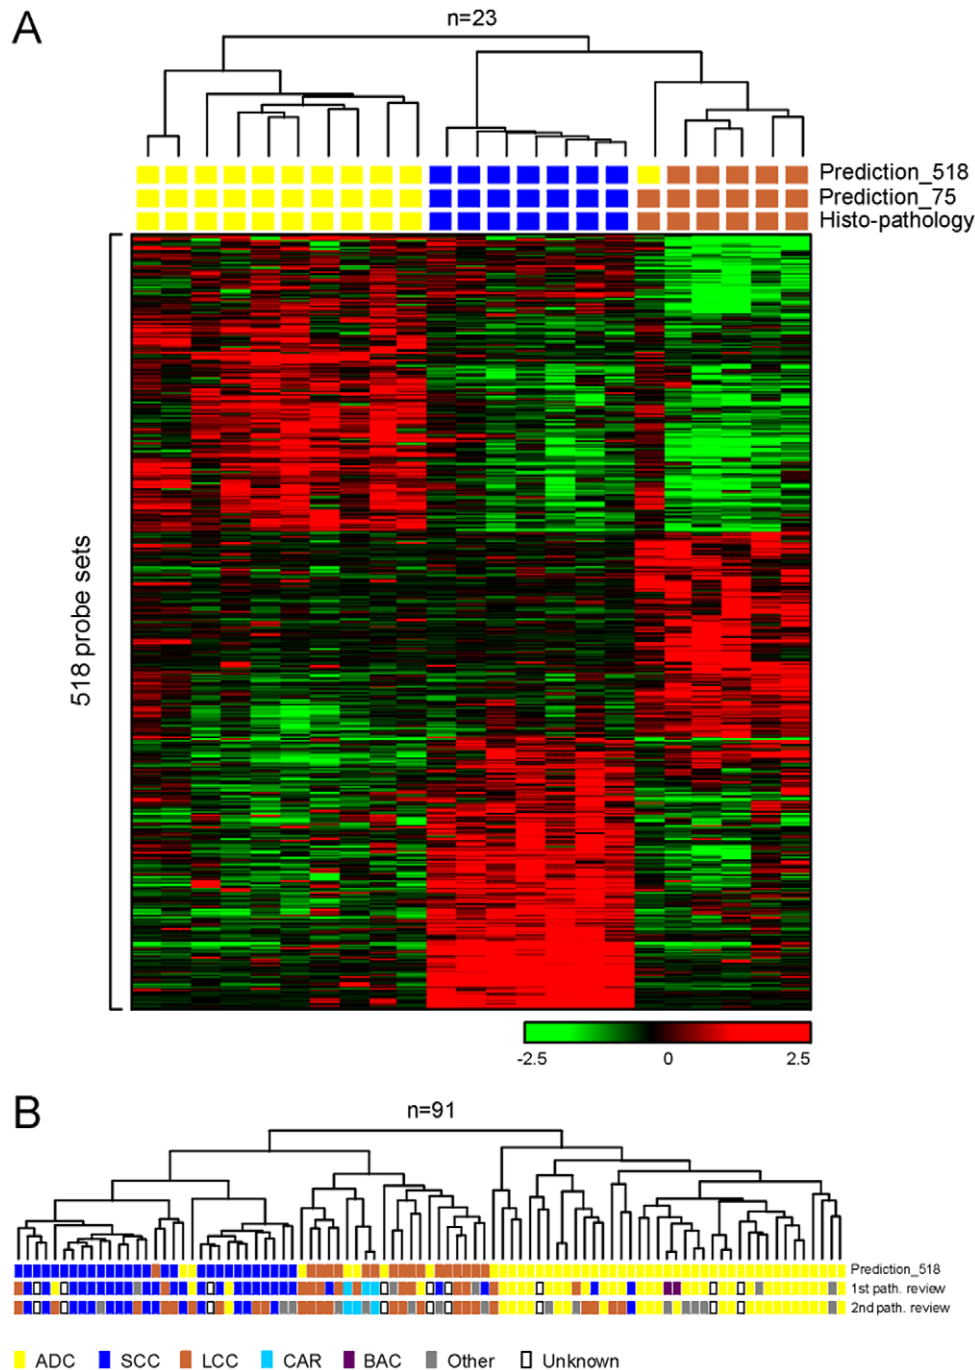 A
n=23
Prediction_518
Prediction_75
Histo-pathology
518 probe sets
-2.5 0 2.5
B
n=91
Prediction_518
1st path. review
2nd path. review
ADC SCC LCC CAR BAC Other Unknown